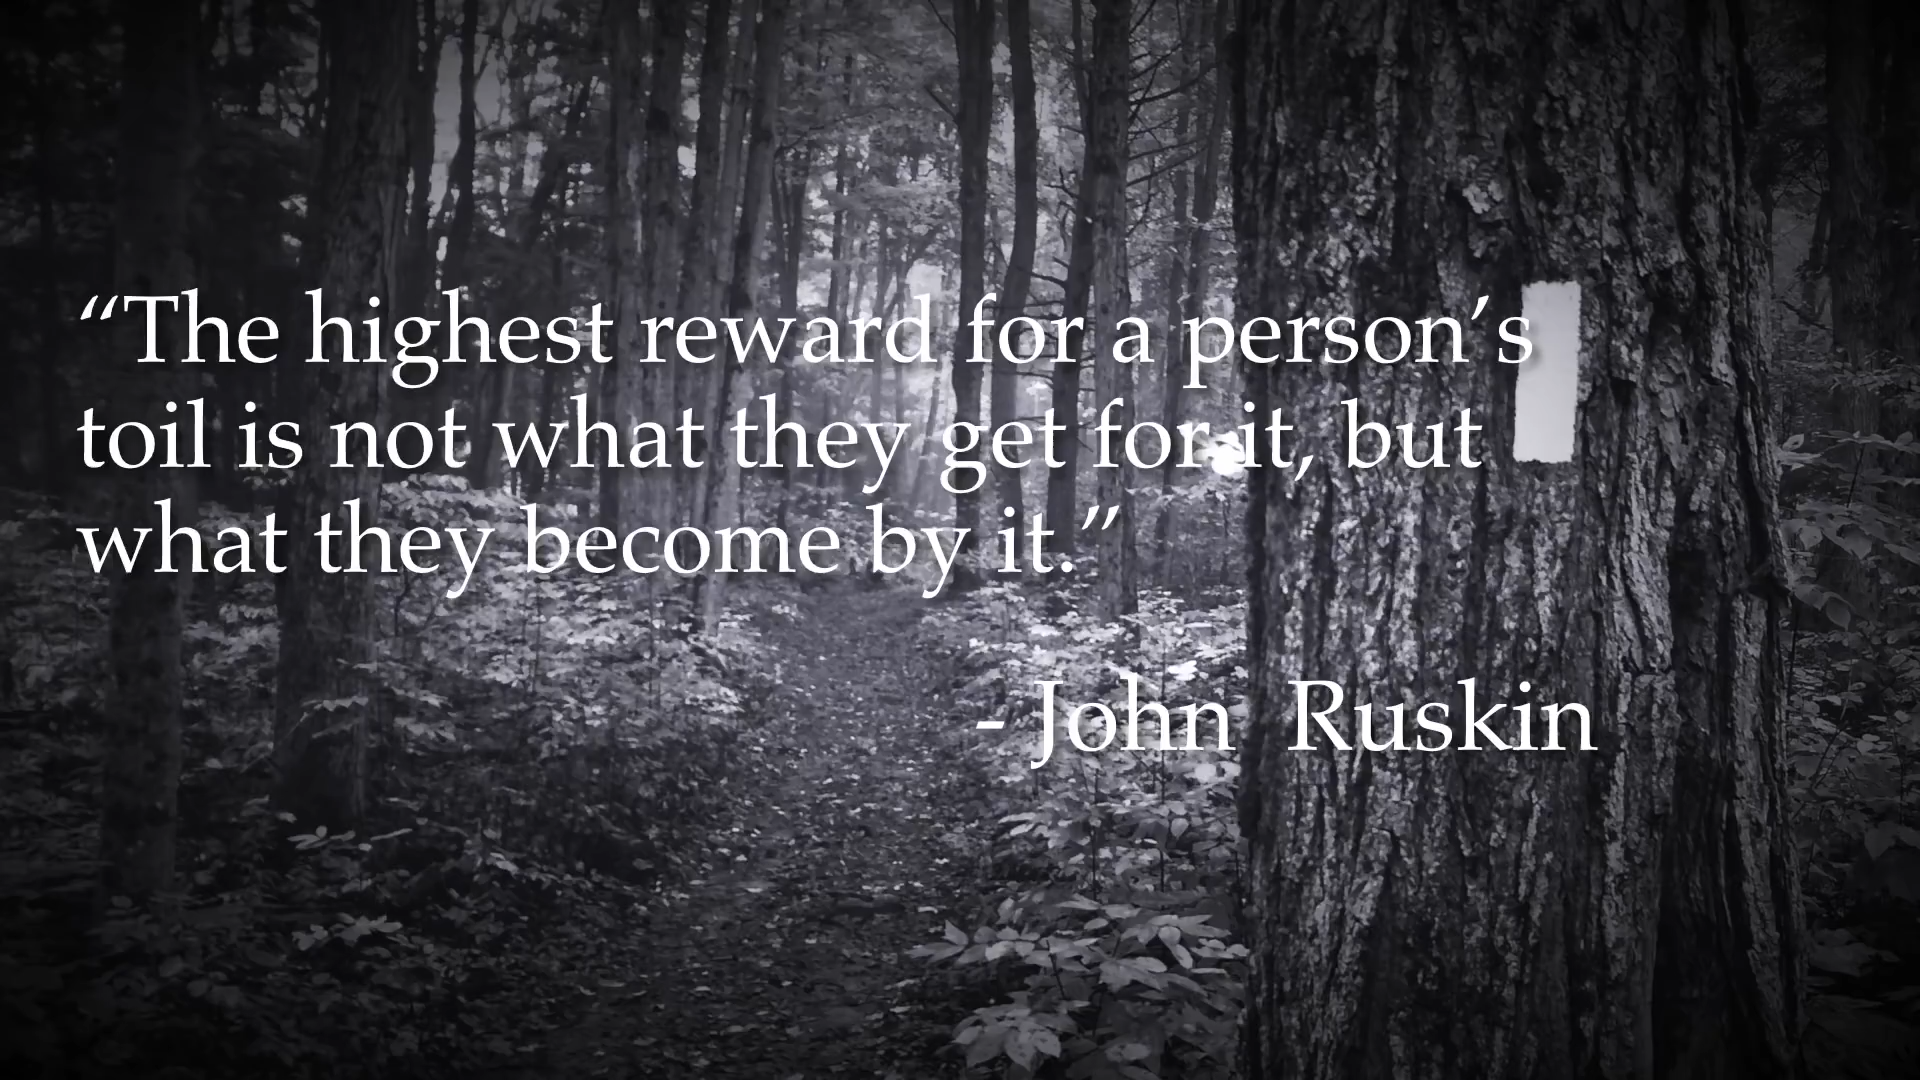 “The highest reward for a person’s
toil is not what they get for it, but
what they become by it.”
- John Ruskin